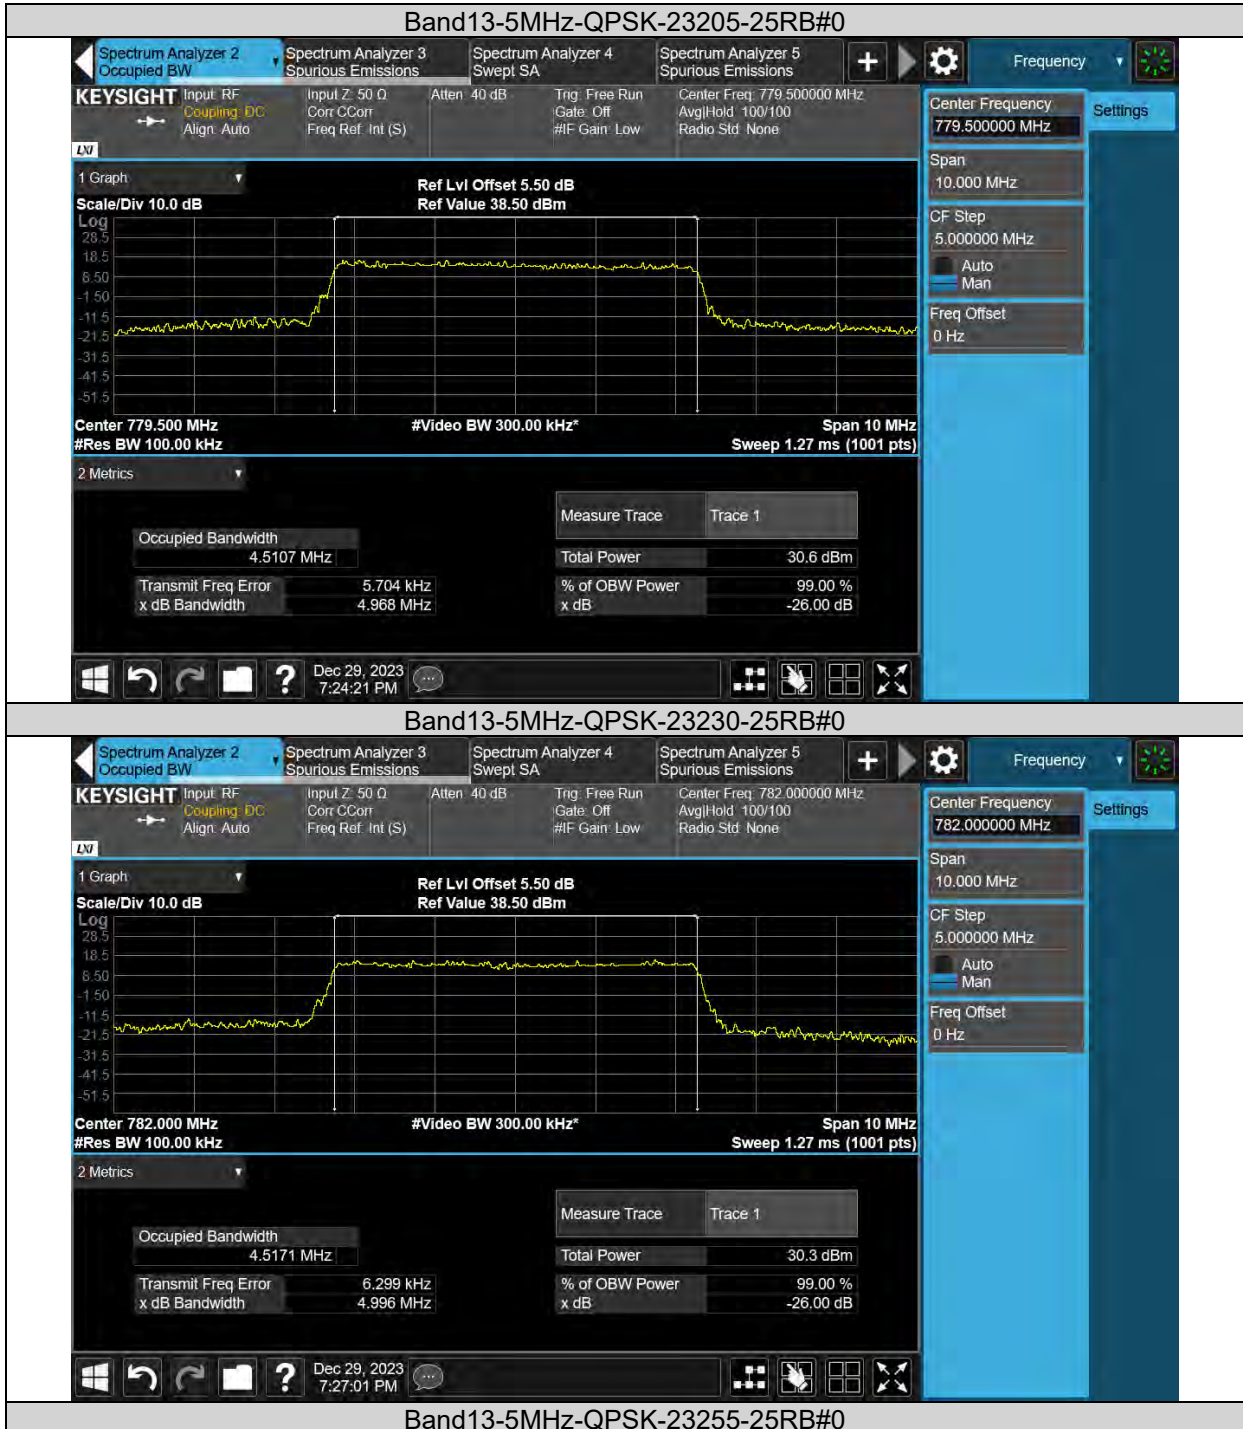 Band13-5MHz-QPSK-23205-25RB#0
Spectrum Analyzer 2
Occupied BW
Spectrum Analyzer 3
Spurious Emissions
Spectrum Analyzer 4
Swept SA
Spectrum Analyzer 5
Spurious Emissions
+
Frequency
KEYSIGHT
Input: RF
Coupling: DC
Align: Auto
Input Z: 50 Ω
Corr CCorr
Freq Ref: Int (S)
Atten: 40 dB
Trig: Free Run
Gate: Off
#IF Gain: Low
Center Freq: 779.500000 MHz
Avg|Hold: 100/100
Radio Std: None
LXI
Center Frequency
779.500000 MHz
Settings
Span
10.000 MHz
CF Step
5.000000 MHz
Auto
Man
Freq Offset
0 Hz
1 Graph
Scale/Div 10.0 dB
Ref Lvl Offset 5.50 dB
Ref Value 38.50 dBm
Log
28.5
18.5
8.50
-1.50
-11.5
-21.5
-31.5
-41.5
-51.5
Center 779.500 MHz
#Res BW 100.00 kHz
#Video BW 300.00 kHz*
Span 10 MHz
Sweep 1.27 ms (1001 pts)
2 Metrics
Measure Trace Trace 1
Occupied Bandwidth
4.5107 MHz
Total Power 30.6 dBm
Transmit Freq Error 5.704 kHz
% of OBW Power 99.00 %
x dB Bandwidth 4.968 MHz
x dB -26.00 dB
?
Dec 29, 2023
7:24:21 PM
Band13-5MHz-QPSK-23230-25RB#0
Spectrum Analyzer 2
Occupied BW
Spectrum Analyzer 3
Spurious Emissions
Spectrum Analyzer 4
Swept SA
Spectrum Analyzer 5
Spurious Emissions
+
Frequency
KEYSIGHT
Input: RF
Coupling: DC
Align: Auto
Input Z: 50 Ω
Corr CCorr
Freq Ref: Int (S)
Atten: 40 dB
Trig: Free Run
Gate: Off
#IF Gain: Low
Center Freq: 782.000000 MHz
Avg|Hold: 100/100
Radio Std: None
LXI
Center Frequency
782.000000 MHz
Settings
Span
10.000 MHz
CF Step
5.000000 MHz
Auto
Man
Freq Offset
0 Hz
1 Graph
Scale/Div 10.0 dB
Ref Lvl Offset 5.50 dB
Ref Value 38.50 dBm
Log
28.5
18.5
8.50
-1.50
-11.5
-21.5
-31.5
-41.5
-51.5
Center 782.000 MHz
#Res BW 100.00 kHz
#Video BW 300.00 kHz*
Span 10 MHz
Sweep 1.27 ms (1001 pts)
2 Metrics
Measure Trace Trace 1
Occupied Bandwidth
4.5171 MHz
Total Power 30.3 dBm
Transmit Freq Error 6.299 kHz
% of OBW Power 99.00 %
x dB Bandwidth 4.996 MHz
x dB -26.00 dB
?
Dec 29, 2023
7:27:01 PM
Band13-5MHz-QPSK-23255-25RB#0